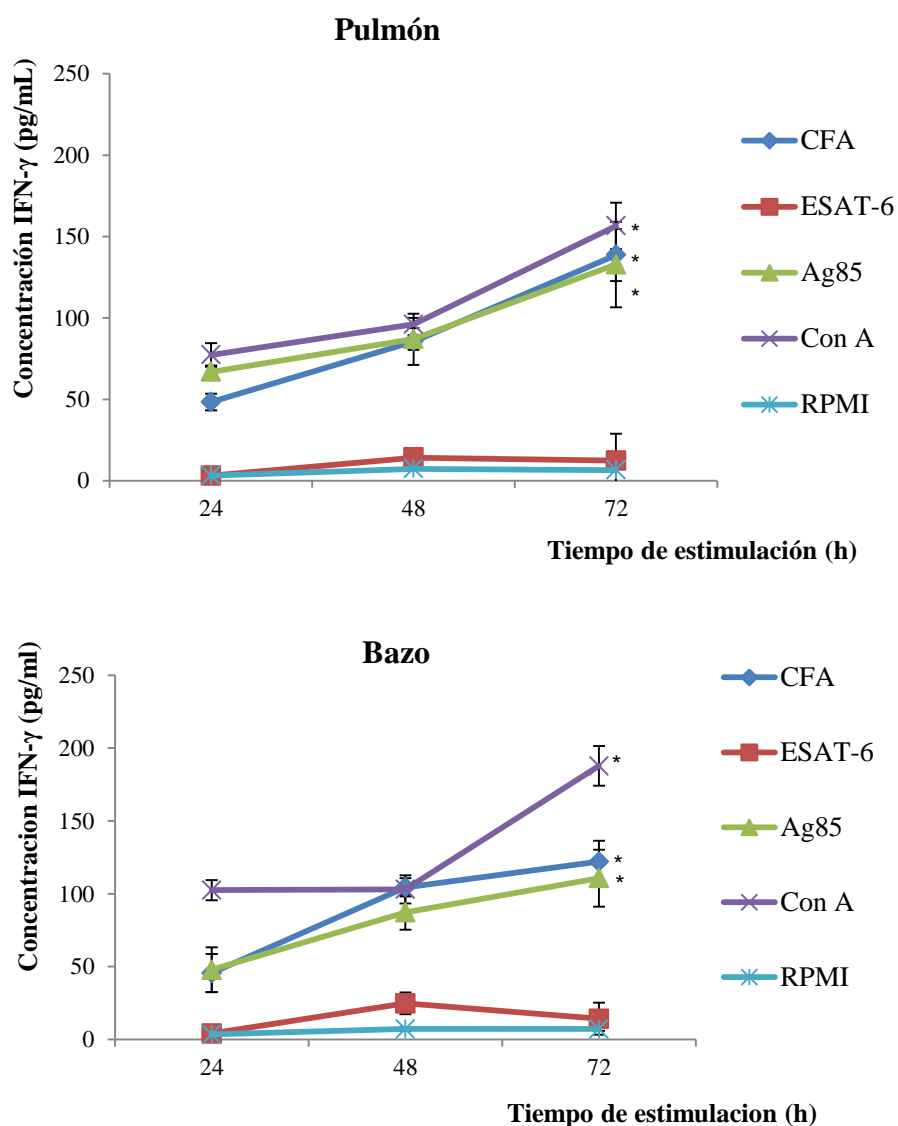 Pulmón
Concentración IFN-γ (pg/mL)
250
200
150
100
50
0
24
48
72
Tiempo de estimulación (h)
*
*
*
CFA
ESAT-6
Ag85
Con A
RPMI
Bazo
Concentracion IFN-γ (pg/ml)
250
200
150
100
50
0
24
48
72
Tiempo de estimulacion (h)
*
*
*
CFA
ESAT-6
Ag85
Con A
RPMI